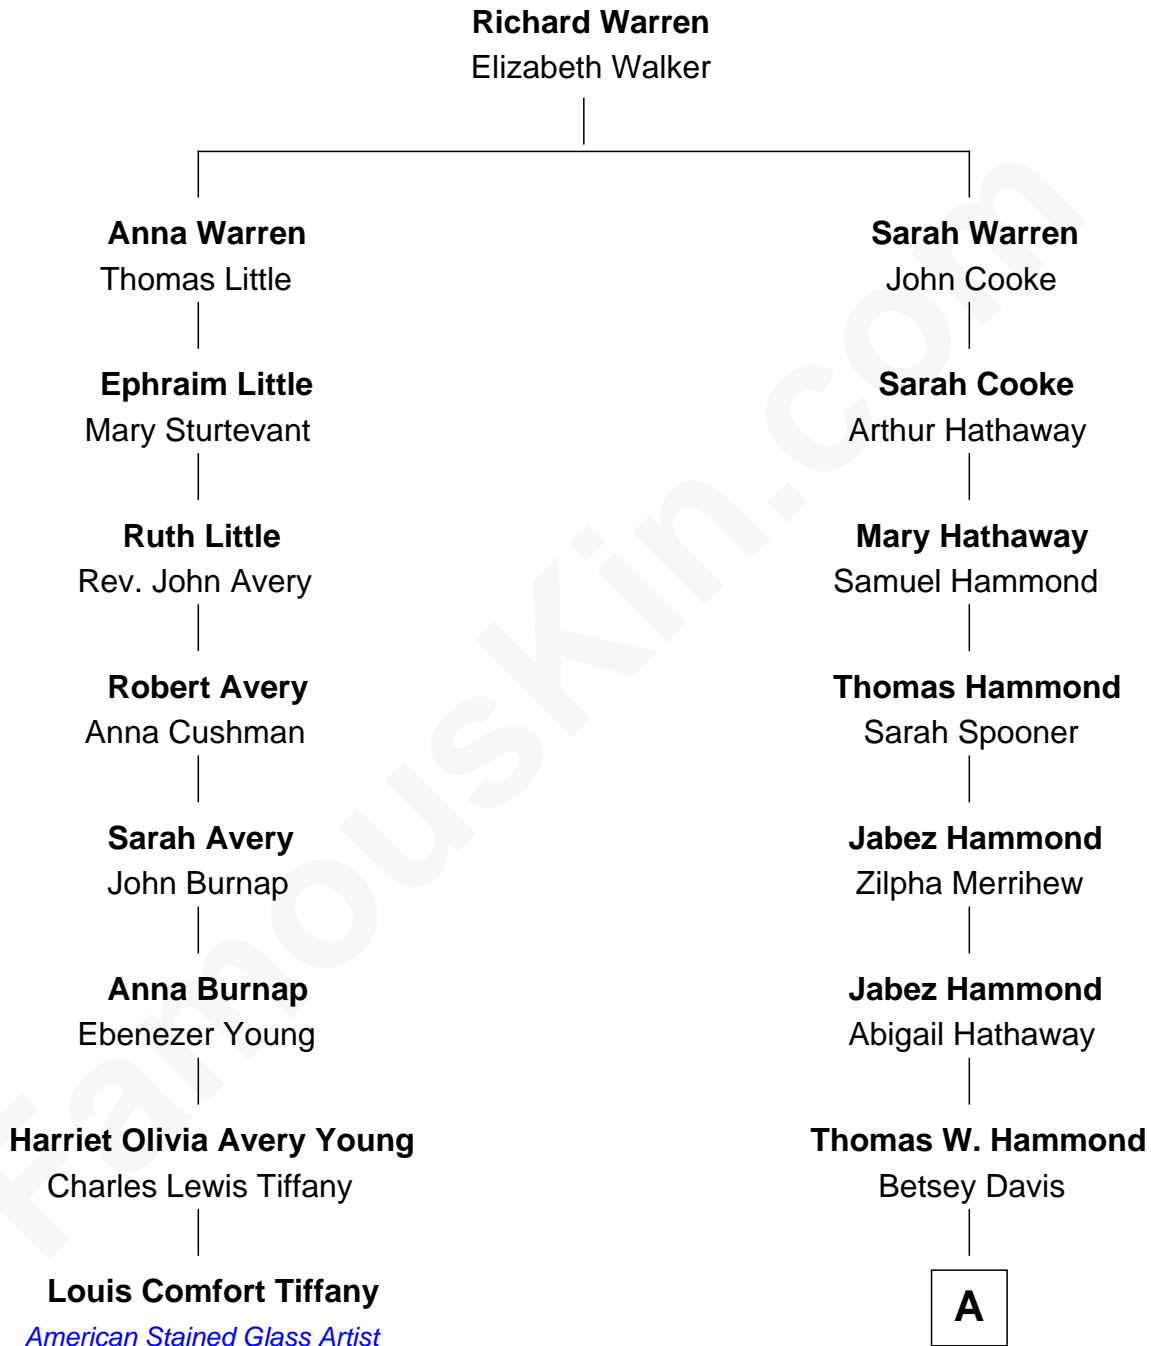 Richard Warren
Elizabeth Walker
Anna Warren
Thomas Little
Sarah Warren
John Cooke
Ephraim Little
Mary Sturtevant
Sarah Cooke
Arthur Hathaway
Ruth Little
Rev. John Avery
Mary Hathaway
Samuel Hammond
Robert Avery
Anna Cushman
Thomas Hammond
Sarah Spooner
Sarah Avery
John Burnap
Jabez Hammond
Zilpha Merrihew
Anna Burnap
Ebenezer Young
Jabez Hammond
Abigail Hathaway
Harriet Olivia Avery Young
Charles Lewis Tiffany
Thomas W. Hammond
Betsey Davis
Louis Comfort Tiffany
American Stained Glass Artist
A
FamousKin.com